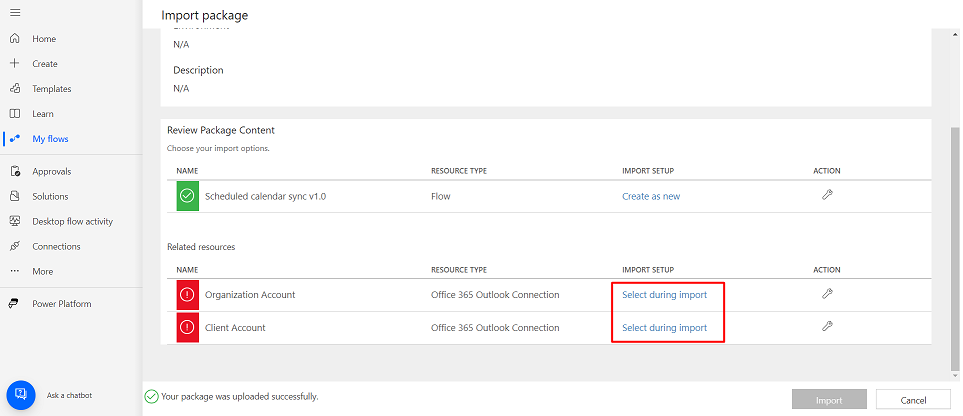 Import package
Home
Create
Templates
Learn
My flows
Approvals
Solutions
Desktop flow activity
Connections
More
Power Platform
Ask a chatbot
Environment
N/A
Description
N/A
Review Package Content
Choose your import options.
NAME RESOURCE TYPE IMPORT SETUP ACTION
Scheduled calendar sync v1.0 Flow Create as new
Related resources
NAME RESOURCE TYPE IMPORT SETUP ACTION
Organization Account Office 365 Outlook Connection Select during import
Client Account Office 365 Outlook Connection Select during import
Your package was uploaded successfully.
Import Cancel